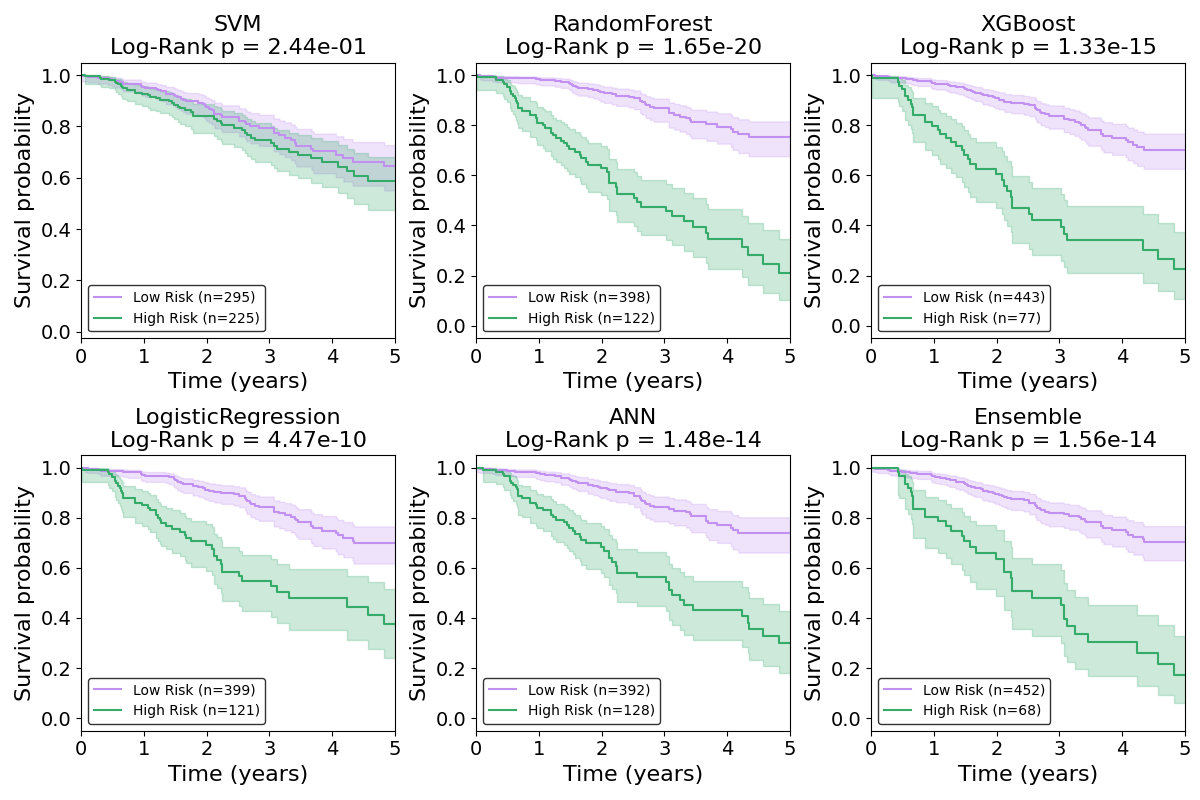 SVM
Log-Rank p = 2.44e-01
Survival probability
1.0
0.8
0.6
0.4
0.2
0.0
Low Risk (n=295)
High Risk (n=225)
0 1 2 3 4 5
Time (years)
RandomForest
Log-Rank p = 1.65e-20
Survival probability
1.0
0.8
0.6
0.4
0.2
0.0
Low Risk (n=398)
High Risk (n=122)
0 1 2 3 4 5
Time (years)
XGBoost
Log-Rank p = 1.33e-15
Survival probability
1.0
0.8
0.6
0.4
0.2
0.0
Low Risk (n=443)
High Risk (n=77)
0 1 2 3 4 5
Time (years)
LogisticRegression
Log-Rank p = 4.47e-10
Survival probability
1.0
0.8
0.6
0.4
0.2
0.0
Low Risk (n=399)
High Risk (n=121)
0 1 2 3 4 5
Time (years)
ANN
Log-Rank p = 1.48e-14
Survival probability
1.0
0.8
0.6
0.4
0.2
0.0
Low Risk (n=392)
High Risk (n=128)
0 1 2 3 4 5
Time (years)
Ensemble
Log-Rank p = 1.56e-14
Survival probability
1.0
0.8
0.6
0.4
0.2
0.0
Low Risk (n=452)
High Risk (n=68)
0 1 2 3 4 5
Time (years)